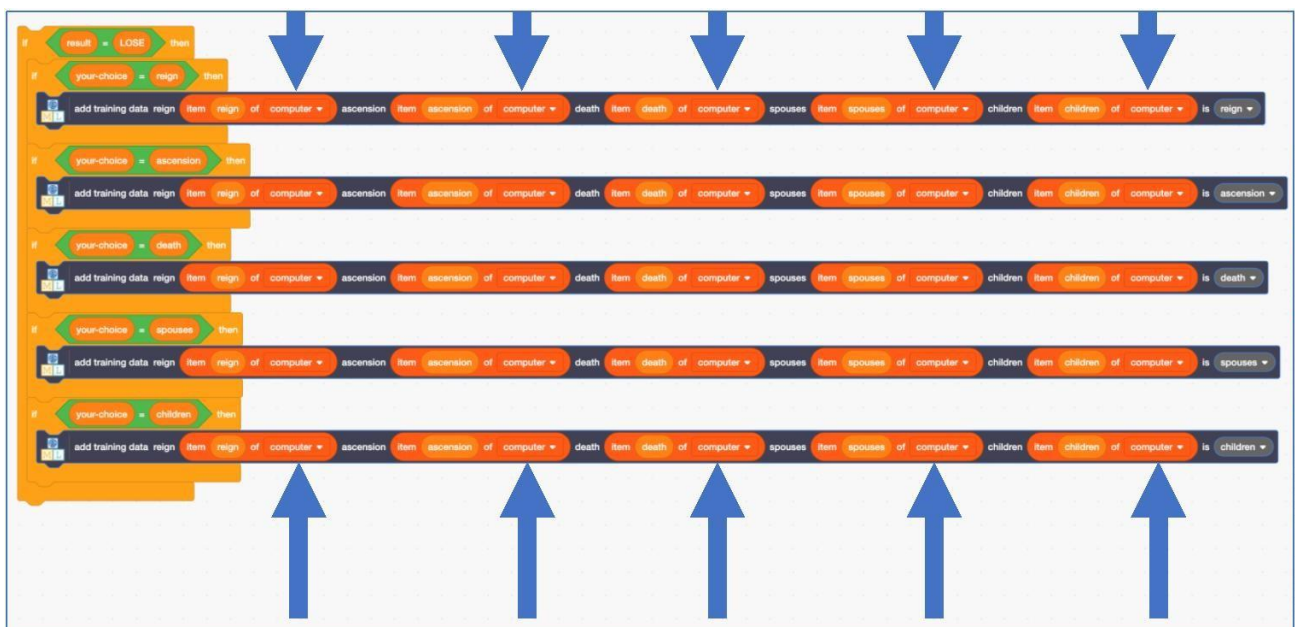 if result = LOSE then
if your-choice = reign then
add training data reign item reign of computer ascension item ascension of computer death item death of computer spouses item spouses of computer children item children of computer is reign
if your-choice = ascension then
add training data reign item reign of computer ascension item ascension of computer death item death of computer spouses item spouses of computer children item children of computer is ascension
if your-choice = death then
add training data reign item reign of computer ascension item ascension of computer death item death of computer spouses item spouses of computer children item children of computer is death
if your-choice = spouses then
add training data reign item reign of computer ascension item ascension of computer death item death of computer spouses item spouses of computer children item children of computer is spouses
if your-choice = children then
add training data reign item reign of computer ascension item ascension of computer death item death of computer spouses item spouses of computer children item children of computer is children